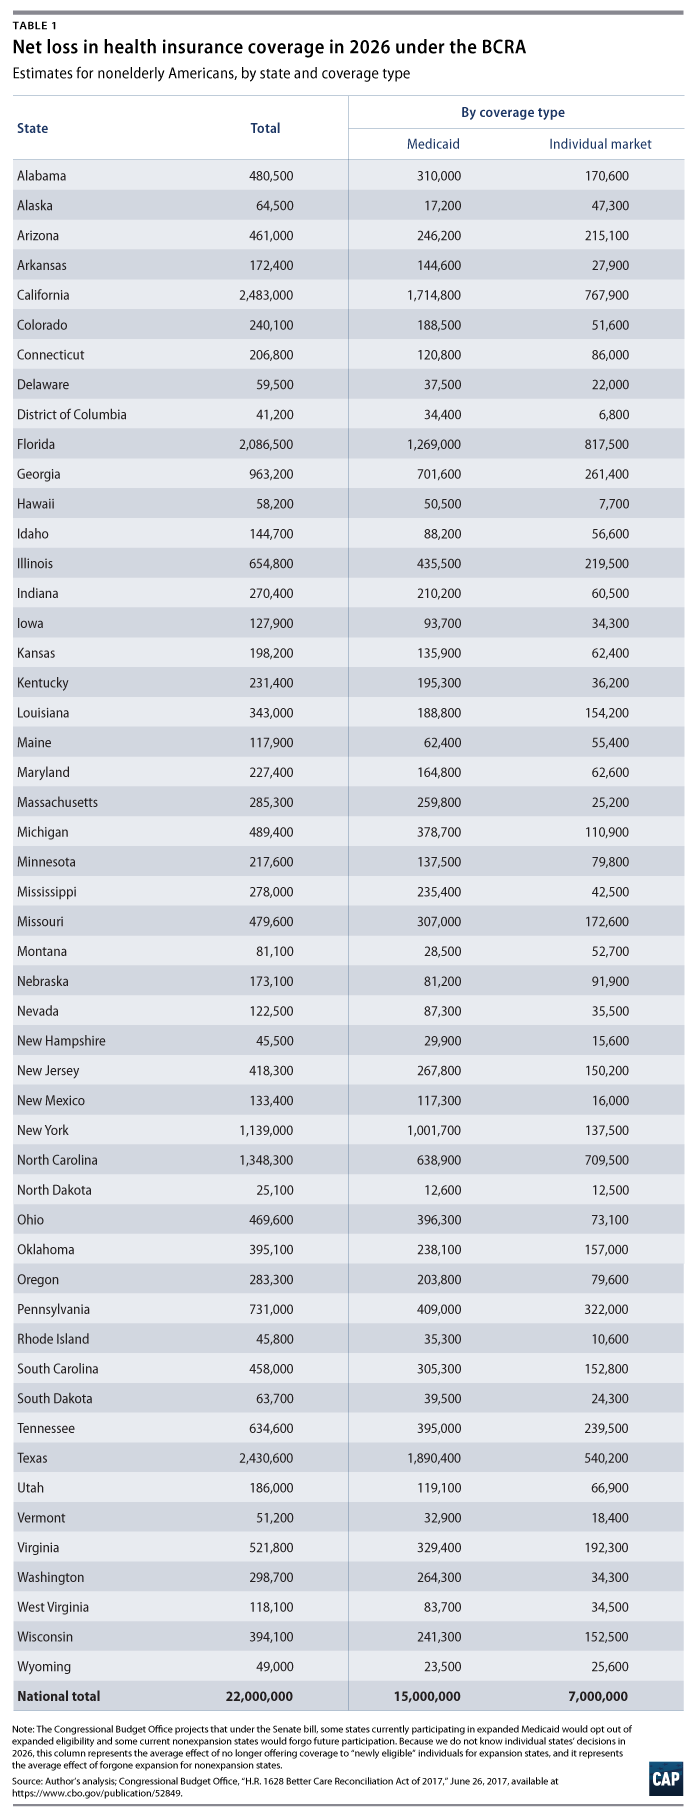 TABLE 1
Net loss in health insurance coverage in 2026 under the BCRA
Estimates for nonelderly Americans, by state and coverage type
By coverage type
State Total Medicaid Individual market
Alabama 480,500 310,000 170,600
Alaska 64,500 17,200 47,300
Arizona 461,000 246,200 215,100
Arkansas 172,400 144,600 27,900
California 2,483,000 1,714,800 767,900
Colorado 240,100 188,500 51,600
Connecticut 206,800 120,800 86,000
Delaware 59,500 37,500 22,000
District of Columbia 41,200 34,400 6,800
Florida 2,086,500 1,269,000 817,500
Georgia 963,200 701,600 261,400
Hawaii 58,200 50,500 7,700
Idaho 144,700 88,200 56,600
Illinois 654,800 435,500 219,500
Indiana 270,400 210,200 60,500
Iowa 127,900 93,700 34,300
Kansas 198,200 135,900 62,400
Kentucky 231,400 195,300 36,200
Louisiana 343,000 188,800 154,200
Maine 117,900 62,400 55,400
Maryland 227,400 164,800 62,600
Massachusetts 285,300 259,800 25,200
Michigan 489,400 378,700 110,900
Minnesota 217,600 137,500 79,800
Mississippi 278,000 235,400 42,500
Missouri 479,600 307,000 172,600
Montana 81,100 28,500 52,700
Nebraska 173,100 81,200 91,900
Nevada 122,500 87,300 35,500
New Hampshire 45,500 29,900 15,600
New Jersey 418,300 267,800 150,200
New Mexico 133,400 117,300 16,000
New York 1,139,000 1,001,700 137,500
North Carolina 1,348,300 638,900 709,500
North Dakota 25,100 12,600 12,500
Ohio 469,600 396,300 73,100
Oklahoma 395,100 238,100 157,000
Oregon 283,300 203,800 79,600
Pennsylvania 731,000 409,000 322,000
Rhode Island 45,800 35,300 10,600
South Carolina 458,000 305,300 152,800
South Dakota 63,700 39,500 24,300
Tennessee 634,600 395,000 239,500
Texas 2,430,600 1,890,400 540,200
Utah 186,000 119,100 66,900
Vermont 51,200 32,900 18,400
Virginia 521,800 329,400 192,300
Washington 298,700 264,300 34,300
West Virginia 118,100 83,700 34,500
Wisconsin 394,100 241,300 152,500
Wyoming 49,000 23,500 25,600
National total 22,000,000 15,000,000 7,000,000
Note: The Congressional Budget Office projects that under the Senate bill, some states currently participating in expanded Medicaid would opt out of
expanded eligibility and some current nonexpansion states would forgo future participation. Because we do not know individual states' decisions in
2026, this column represents the average effect of no longer offering coverage to "newly eligible" individuals for expansion states, and it represents
the average effect of forgone expansion for nonexpansion states.
Source: Author's analysis; Congressional Budget Office, "H.R. 1628 Better Care Reconciliation Act of 2017," June 26, 2017, available at
https://www.cbo.gov/publication/52849.
CAP